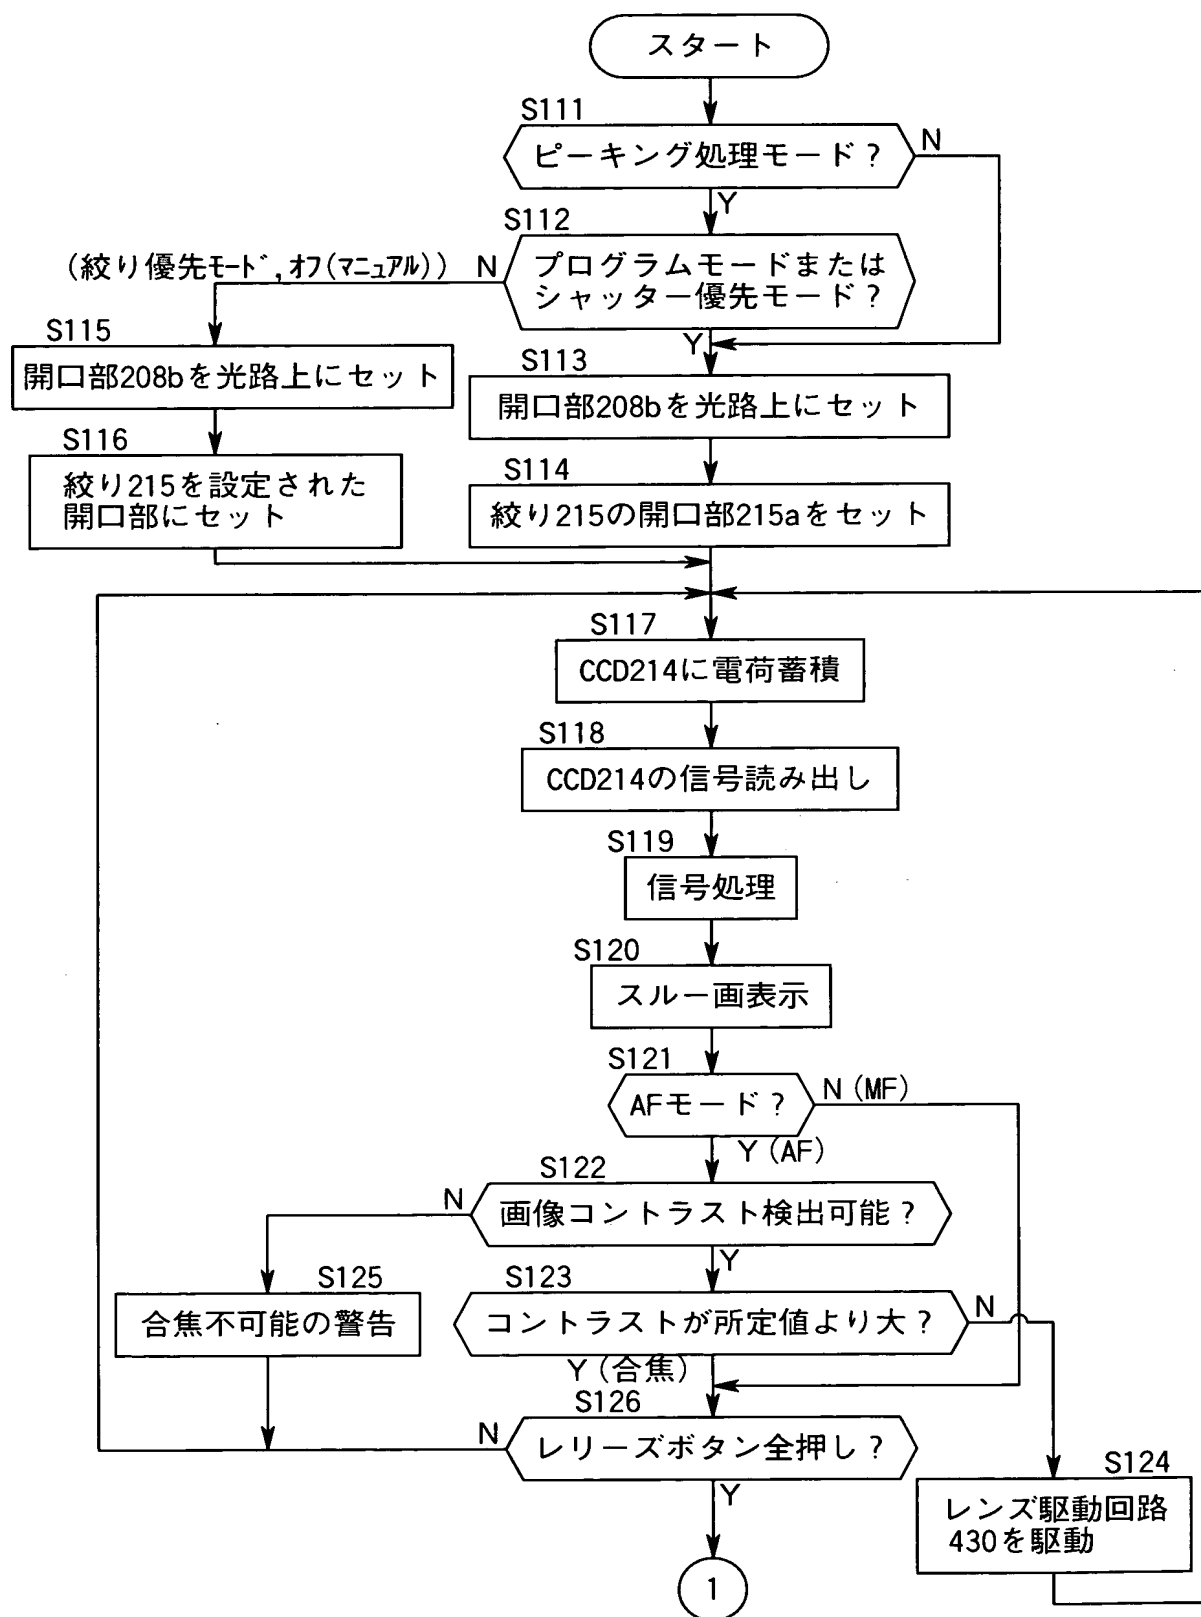 スタート
S111
ピーキング処理モード？
N
Y
S112
プログラムモードまたは
シャッター優先モード？
N
(絞り優先ﾓｰﾄﾞ,ｵﾌ(ﾏﾆｭｱﾙ))
Y
S115
開口部208bを光路上にセット
S113
開口部208bを光路上にセット
S116
絞り215を設定された
開口部にセット
S114
絞り215の開口部215aをセット
S117
CCD214に電荷蓄積
S118
CCD214の信号読み出し
S119
信号処理
S120
スルー画表示
S121
AFモード？
N (MF)
Y (AF)
S122
画像コントラスト検出可能？
N
Y
S125
合焦不可能の警告
S123
コントラストが所定値より大？
N
Y (合焦)
S126
レリーズボタン全押し？
N
Y
S124
レンズ駆動回路
430を駆動
1